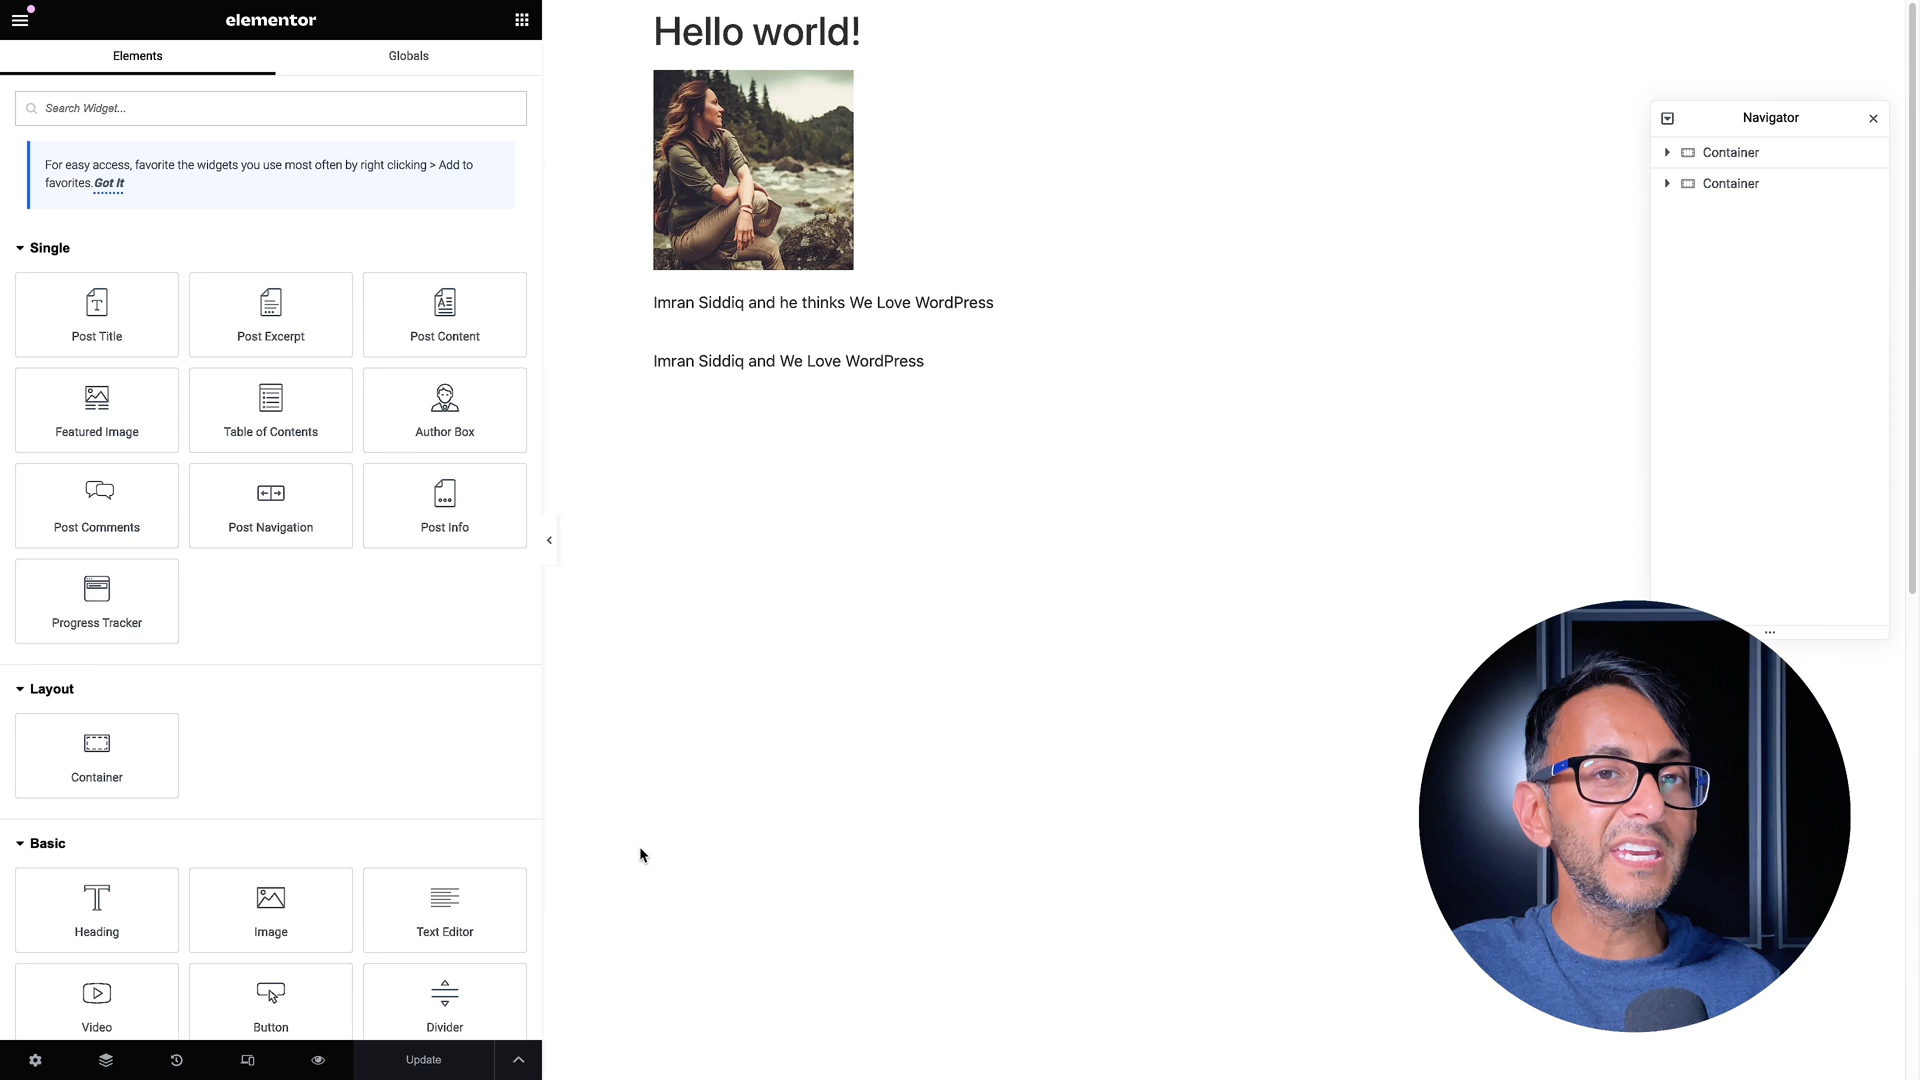 elementor
Elements
Globals
Search Widget...
For easy access, favorite the widgets you use most often by right clicking > Add to
favorites.Got It
Single
Post Title
Post Excerpt
Post Content
Featured Image
Table of Contents
Author Box
Post Comments
Post Navigation
Post Info
Progress Tracker
Layout
Container
Basic
Heading
Image
Text Editor
Video
Button
Divider
Update
Hello world!
Imran Siddiq and he thinks We Love WordPress
Imran Siddiq and We Love WordPress
Navigator
Container
Container